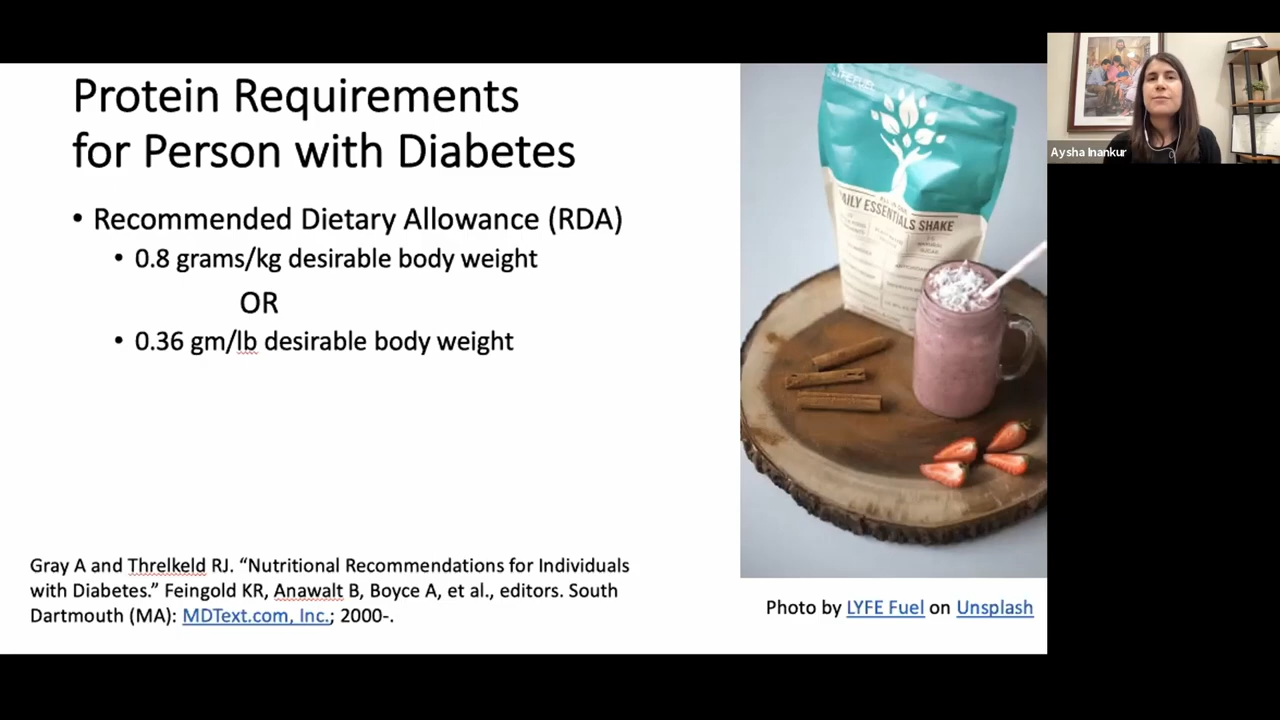 Protein Requirements
for Person with Diabetes
• Recommended Dietary Allowance (RDA)
• 0.8 grams/kg desirable body weight
OR
• 0.36 gm/lb desirable body weight
Gray A and Threlkeld RJ. “Nutritional Recommendations for Individuals
with Diabetes.” Feingold KR, Anawalt B, Boyce A, et al., editors. South
Dartmouth (MA): MDText.com, Inc.; 2000-.
DAILY ESSENTIALS SHAKE
Photo by LYFE Fuel on Unsplash
Aysha Inankur